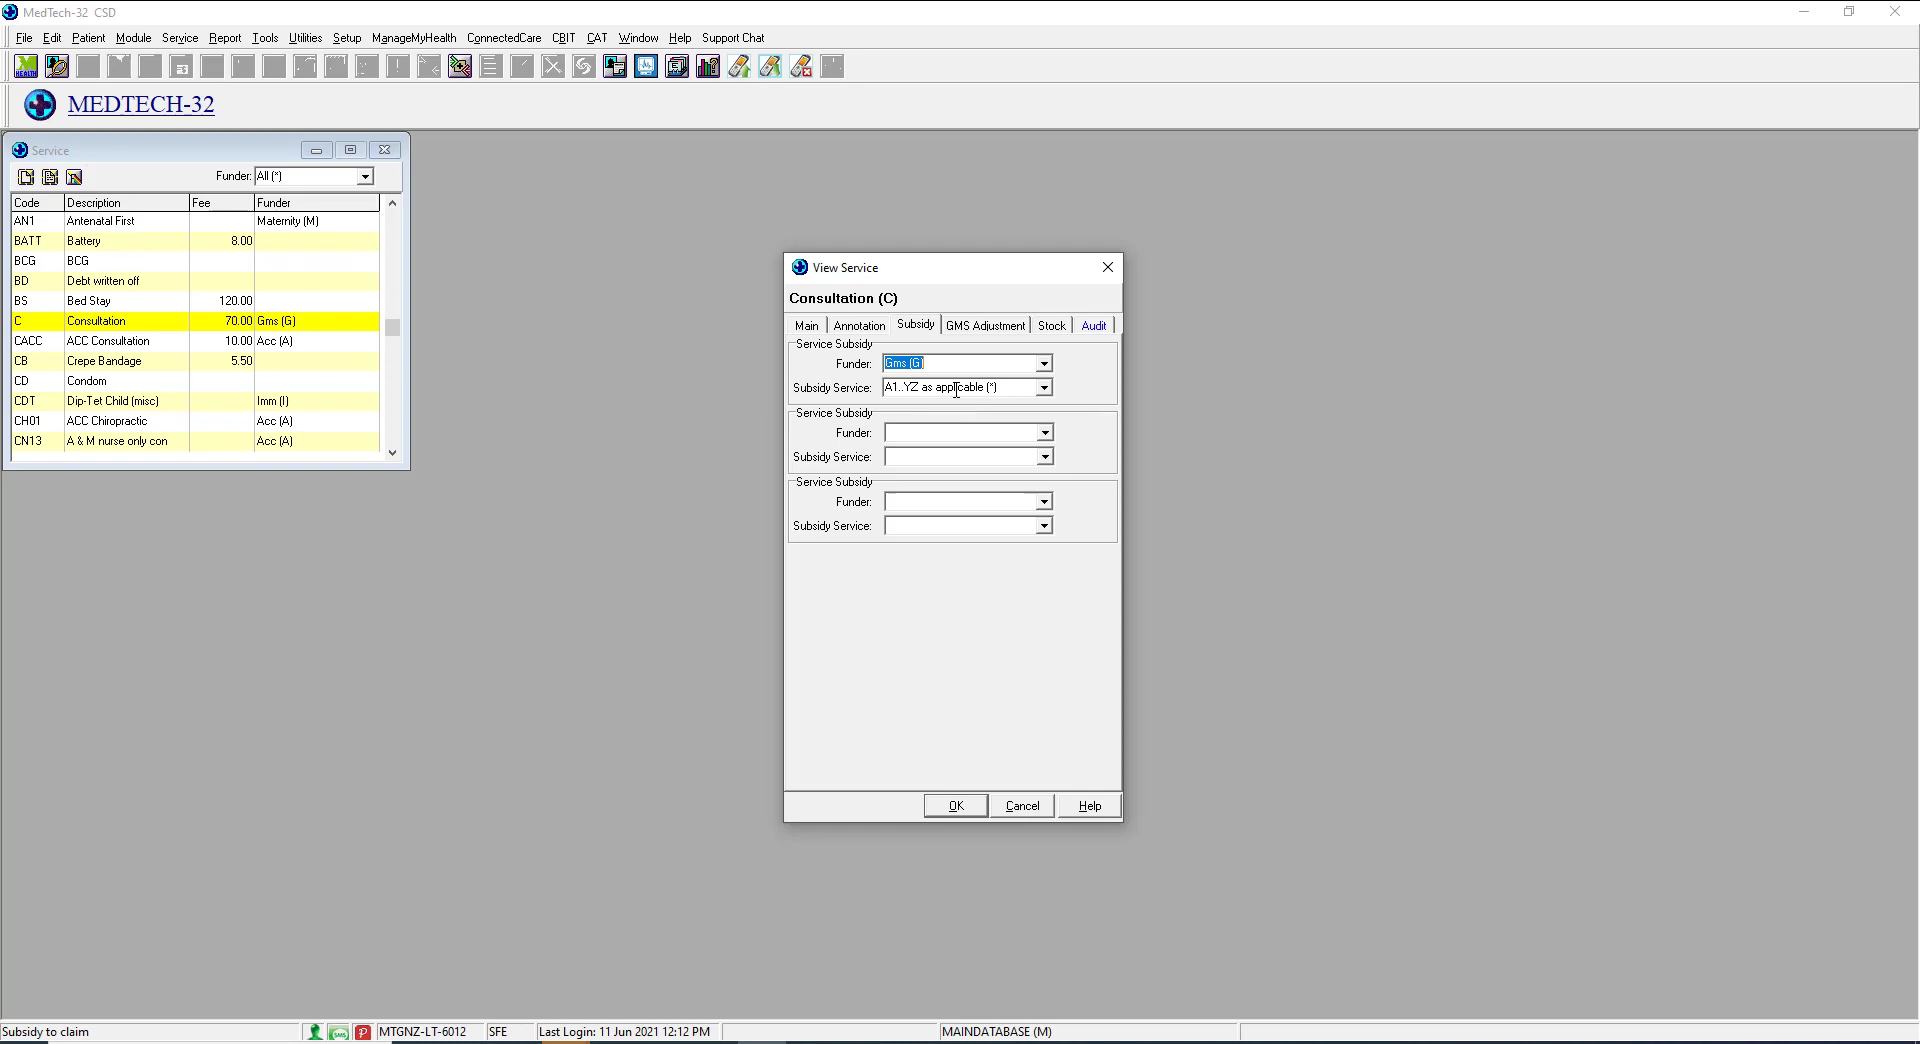 MedTech-32 CSD
File Edit Patient Module Service Report Tools Utilities Setup ManageMyHealth ConnectedCare CBIT CAT Window Help Support Chat
MEDTECH-32
Service
Funder: All (*)
Code Description Fee Funder
AN1 Antenatal First Maternity (M)
BATT Battery 8.00
BCG BCG
BD Debt written off
BS Bed Stay 120.00
C Consultation 70.00 Gms (G)
CACC ACC Consultation 10.00 Acc (A)
CB Crepe Bandage 5.50
CD Condom
CDT Dip-Tet Child (misc) Imm (I)
CH01 ACC Chiropractic Acc (A)
CN13 A & M nurse only con Acc (A)
View Service
Consultation (C)
Main Annotation Subsidy GMS Adjustment Stock Audit
Service Subsidy
Funder: Gms (G)
Subsidy Service: A1..YZ as applicable (*)
Service Subsidy
Funder:
Subsidy Service:
Service Subsidy
Funder:
Subsidy Service:
OK Cancel Help
Subsidy to claim SMS P MTGNZ-LT-6012 SFE Last Login: 11 Jun 2021 12:12 PM MAINDATABASE (M)